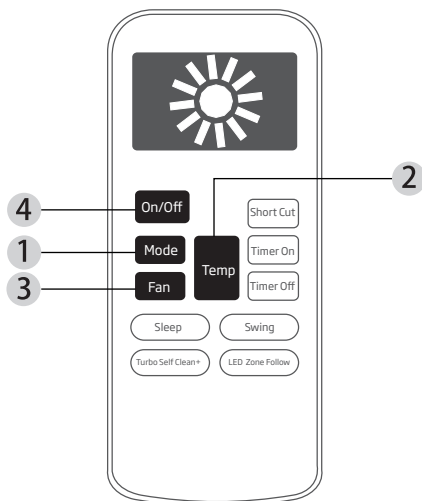 2
4
On/Off
Short Cut
1
Mode
Temp
Timer On
3
Fan
Timer Off
Sleep
Swing
Turbo Self Clean+
LED Zone Follow